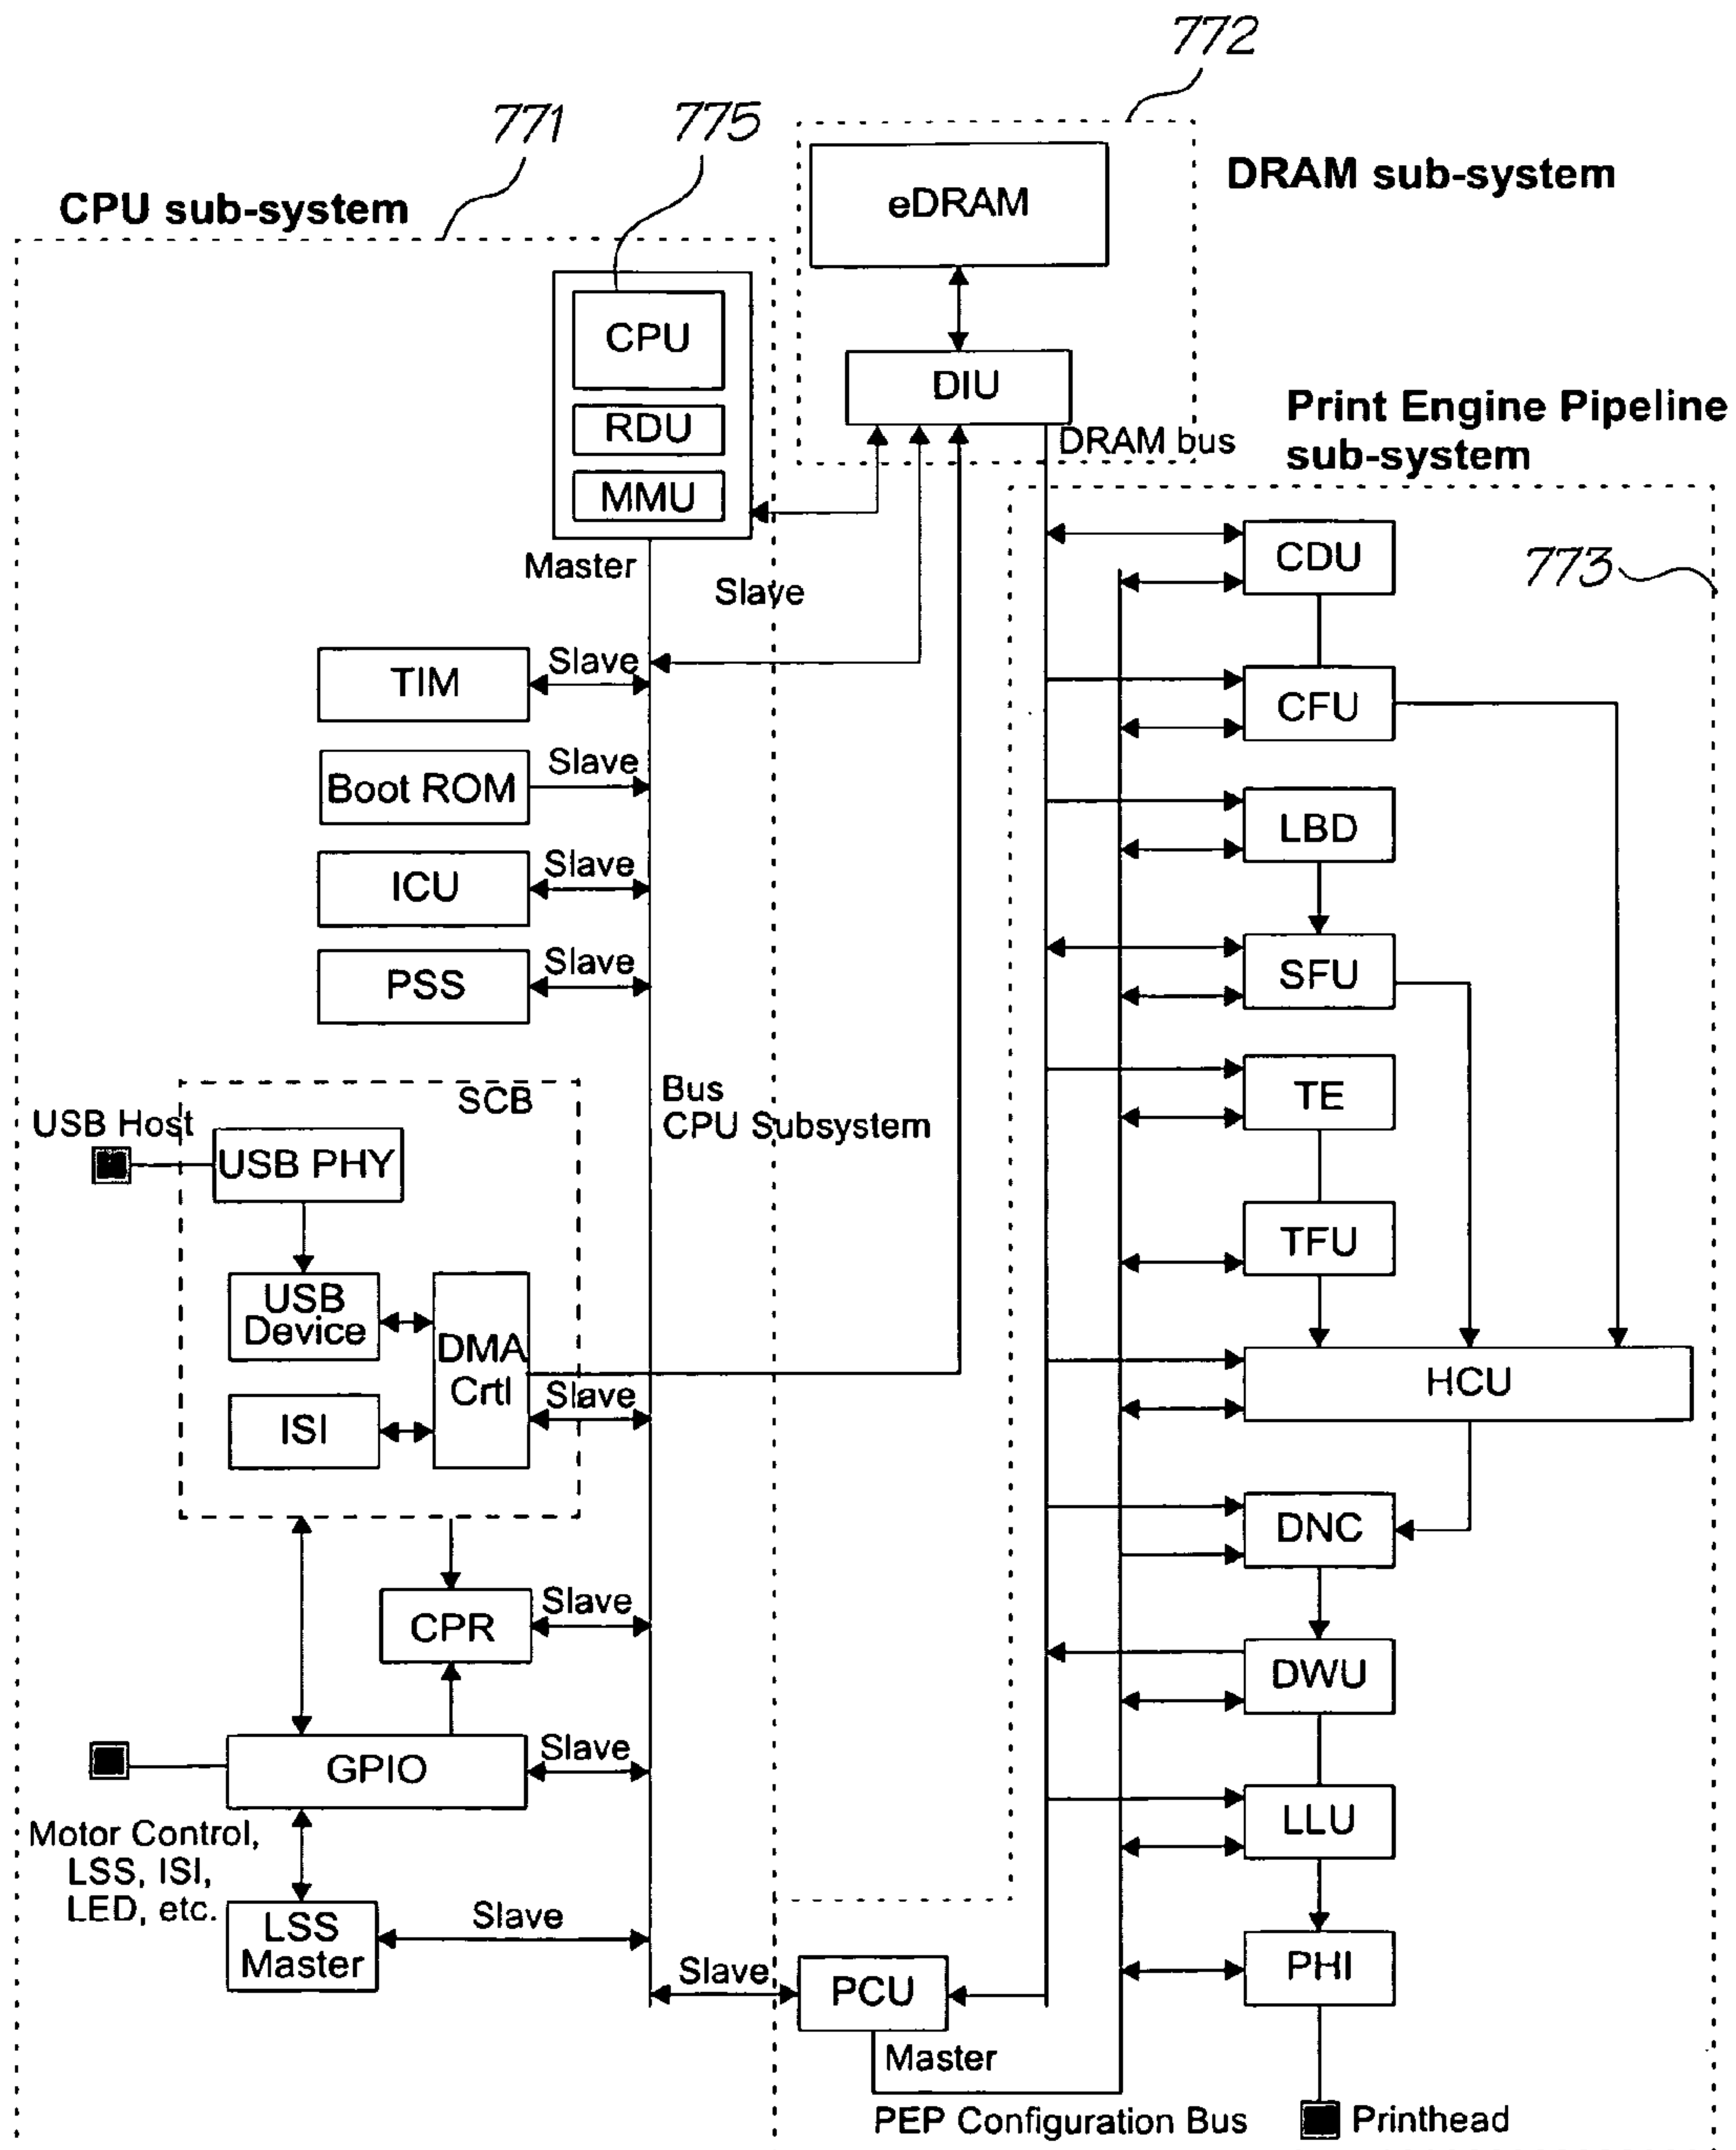 772
771
775
DRAM sub-system
CPU sub-system
eDRAM
CPU
DIU
RDU
MMU
DRAM bus
Print Engine Pipeline
sub-system
Master
Slave
773
CDU
TIM
Slave
CFU
Boot ROM
Slave
LBD
ICU
Slave
PSS
Slave
SFU
SCB
Bus
CPU Subsystem
TE
USB Host
USB PHY
TFU
USB
Device
DMA
Crtl
Slave
ISI
HCU
DNC
CPR
Slave
DWU
GPIO
Slave
Motor Control,
LSS, ISI,
LED, etc.
LLU
LSS
Master
Slave
PHI
Slave
PCU
Master
PEP Configuration Bus
Printhead